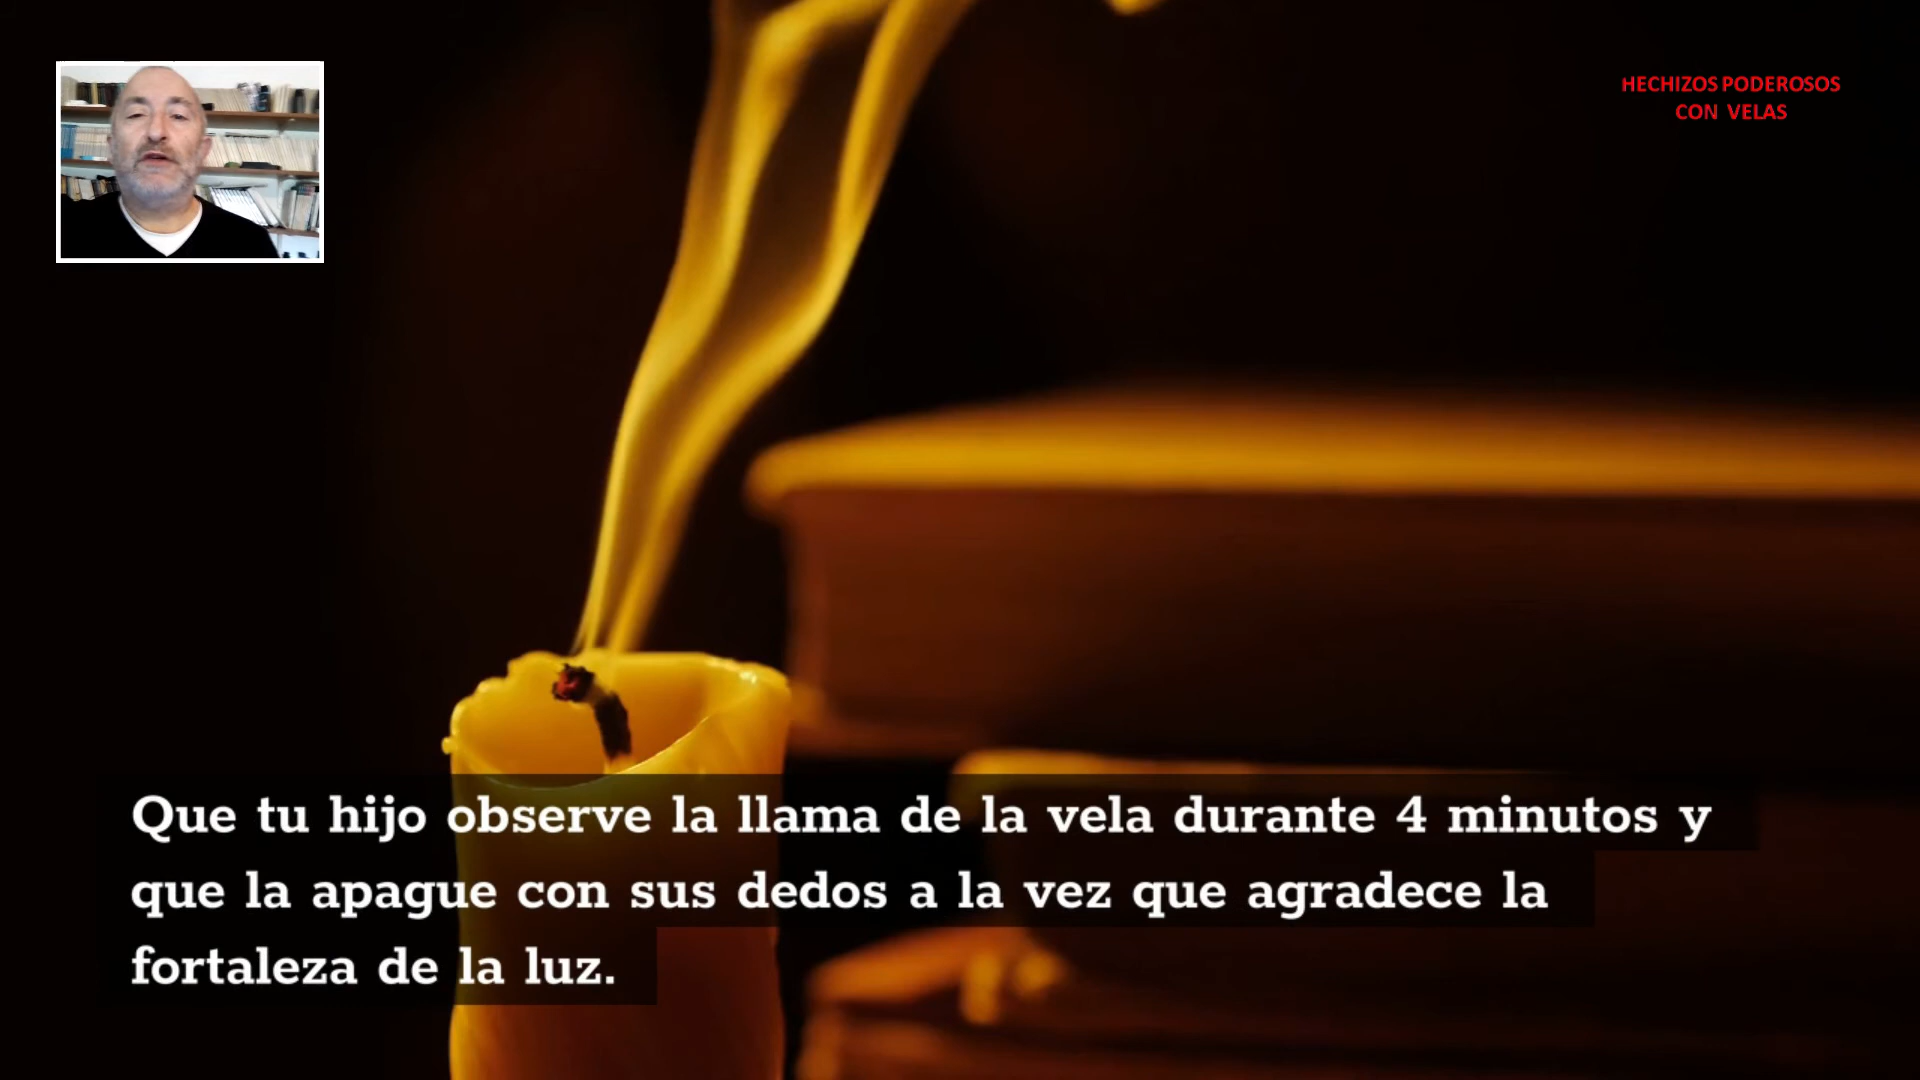 HECHIZOS PODEROSOS
CON VELAS
Que tu hijo observe la llama de la vela durante 4 minutos y
que la apague con sus dedos a la vez que agradece la
fortaleza de la luz.